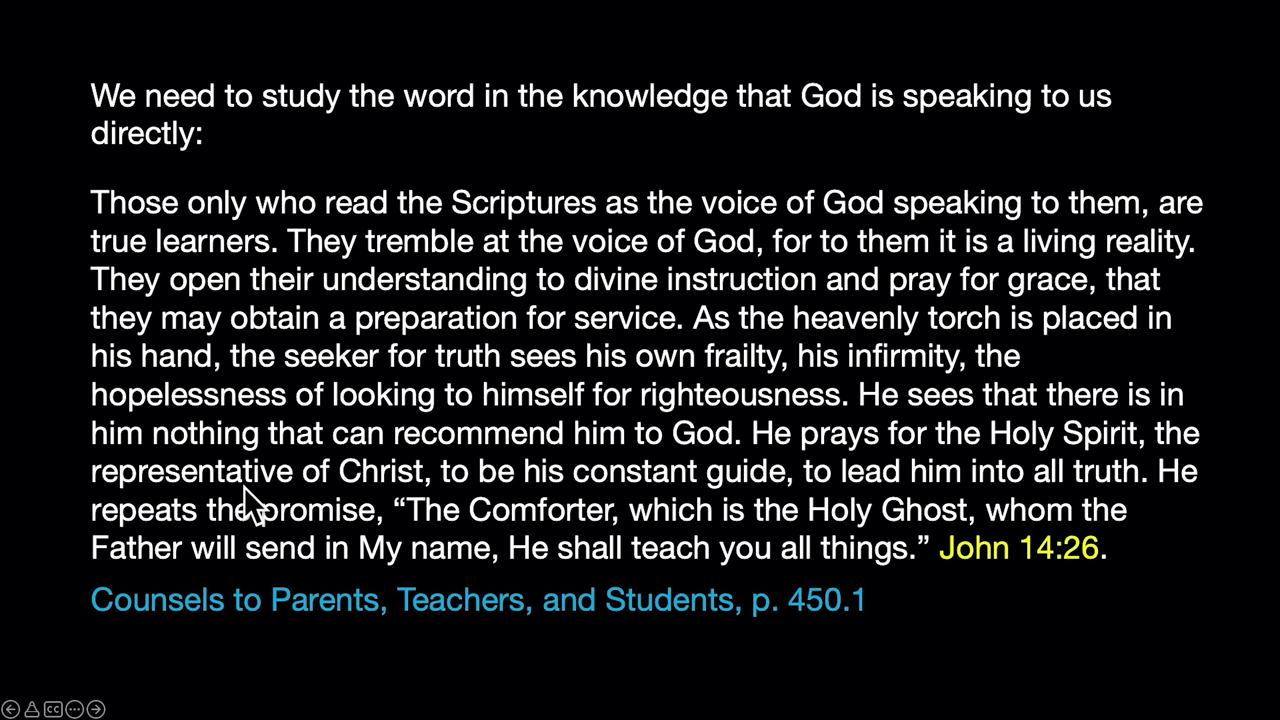 We need to study the word in the knowledge that God is speaking to us
directly:
Those only who read the Scriptures as the voice of God speaking to them, are
true learners. They tremble at the voice of God, for to them it is a living reality.
They open their understanding to divine instruction and pray for grace, that
they may obtain a preparation for service. As the heavenly torch is placed in
his hand, the seeker for truth sees his own frailty, his infirmity, the
hopelessness of looking to himself for righteousness. He sees that there is in
him nothing that can recommend him to God. He prays for the Holy Spirit, the
representative of Christ, to be his constant guide, to lead him into all truth. He
repeats the promise, “The Comforter, which is the Holy Ghost, whom the
Father will send in My name, He shall teach you all things.” John 14:26.
Counsels to Parents, Teachers, and Students, p. 450.1
CC